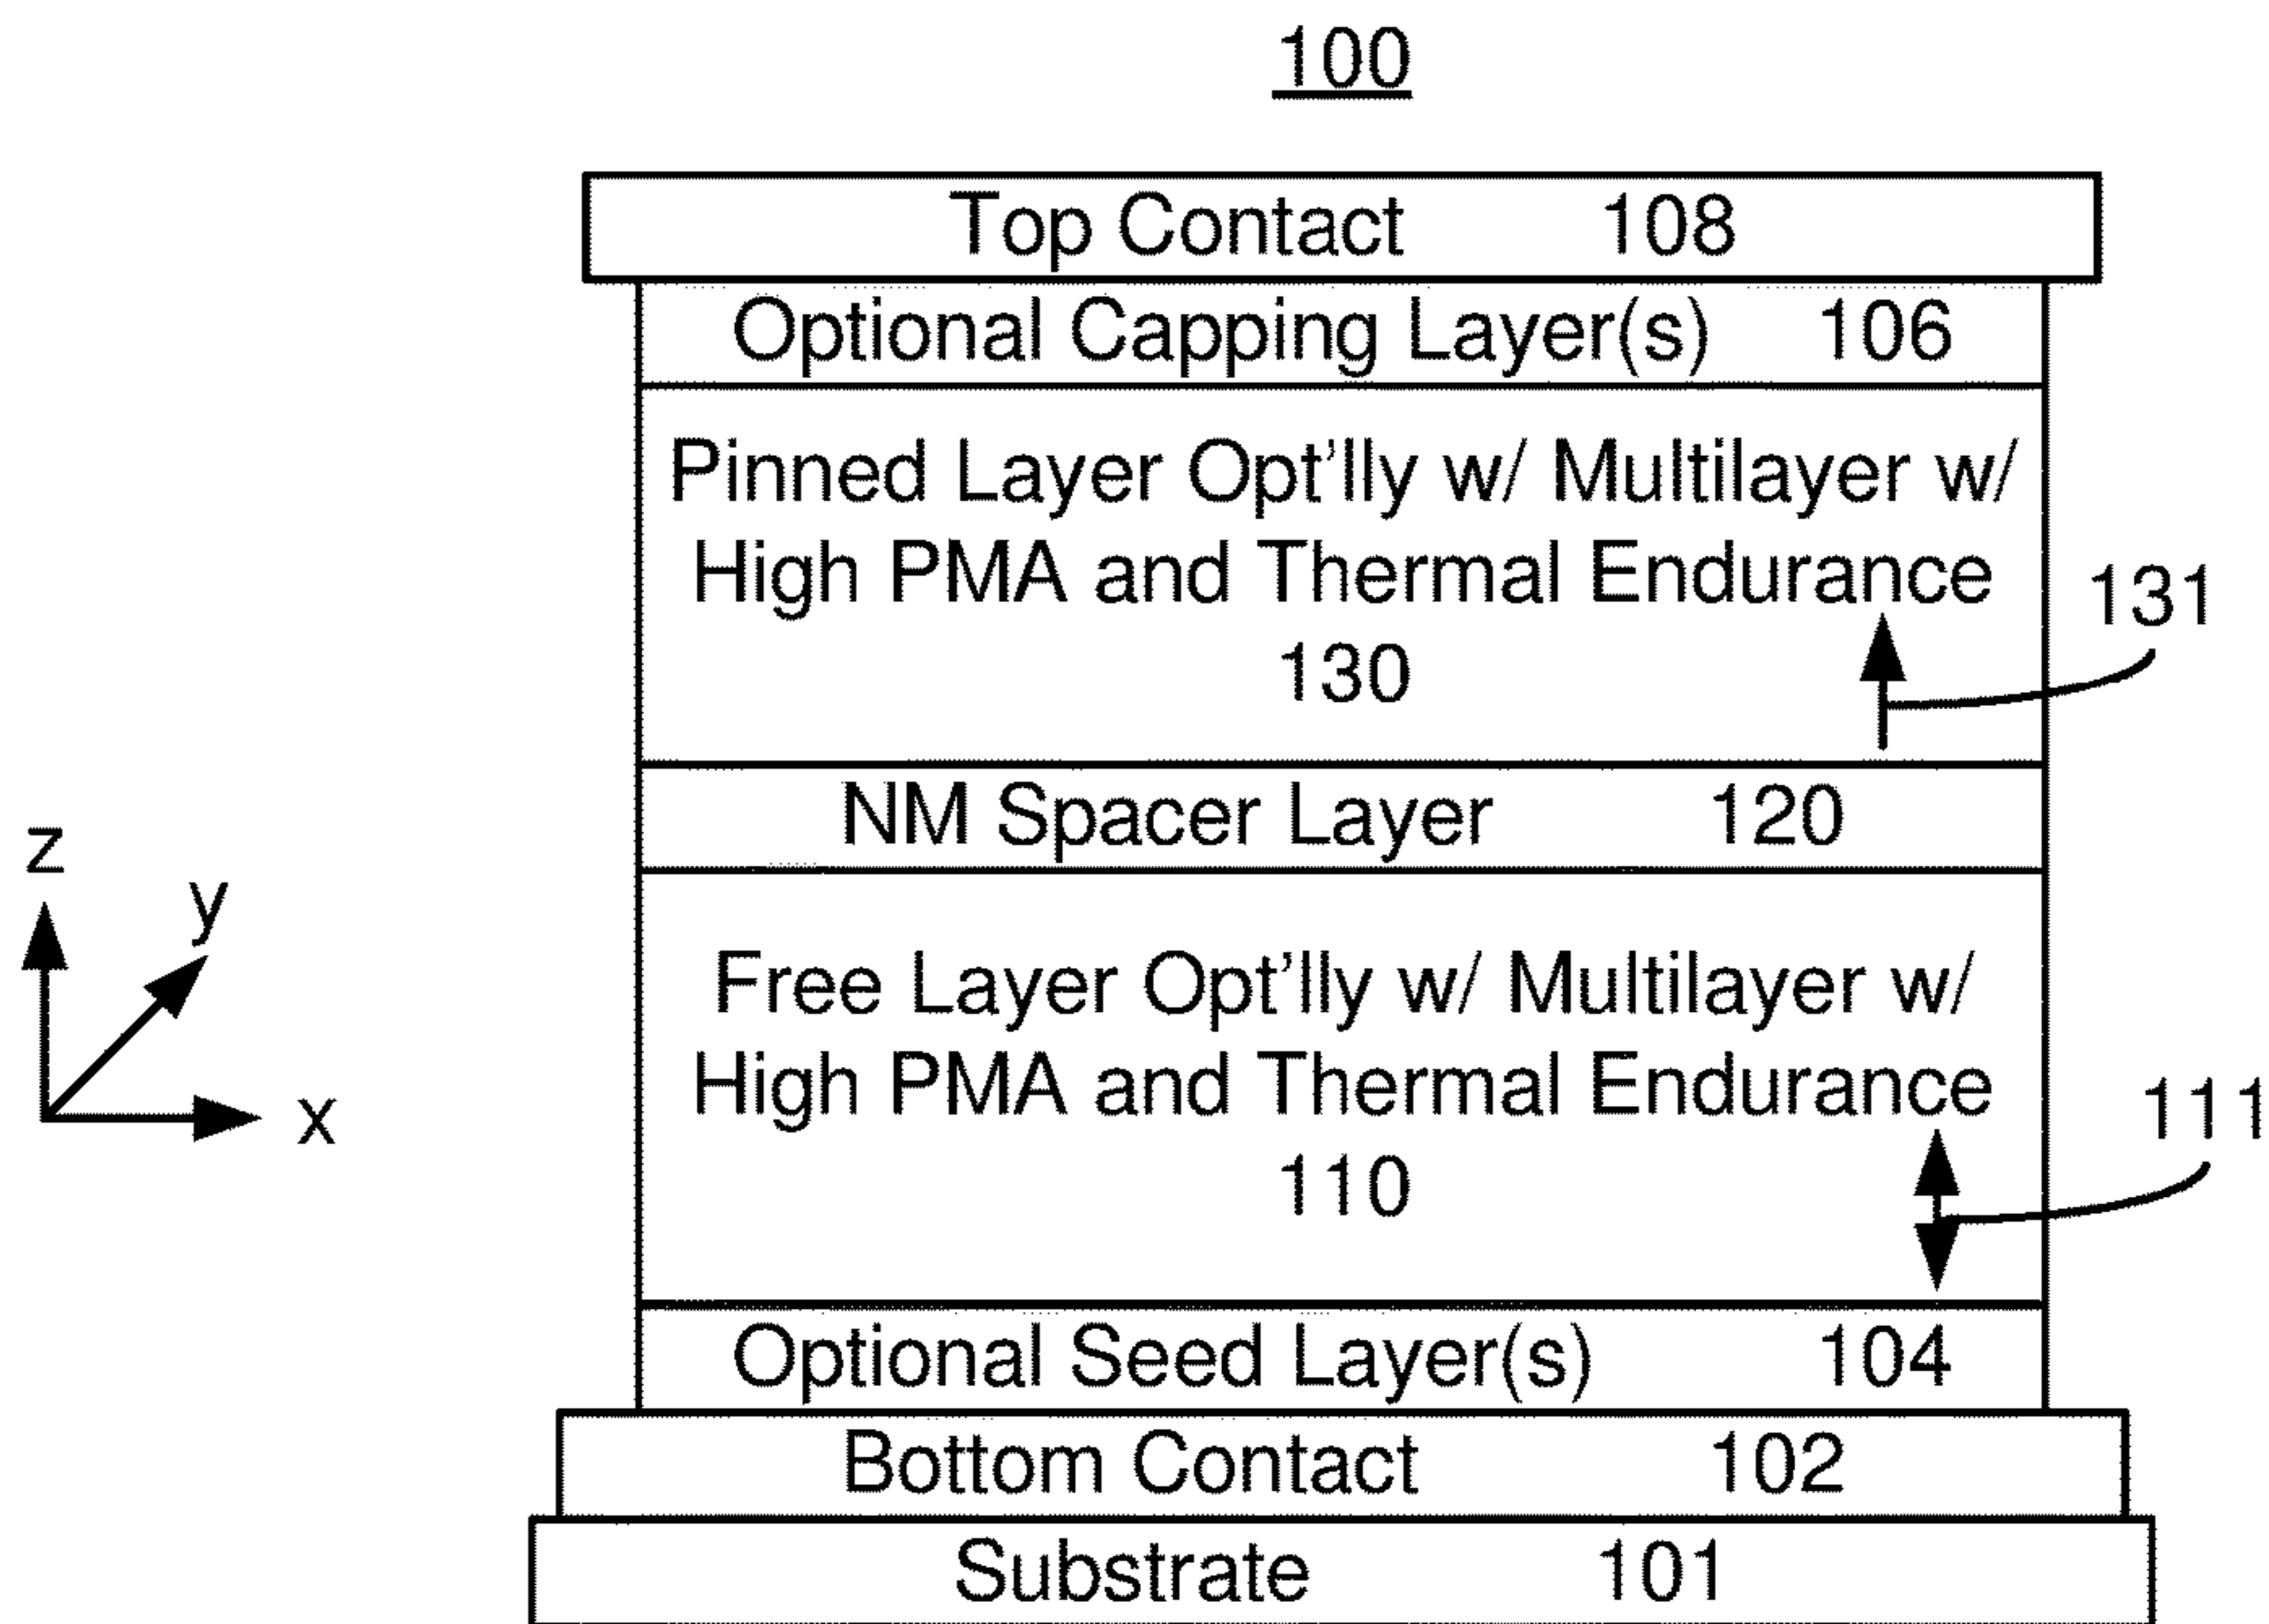 100
Top Contact 108
Optional Capping Layer(s) 106
Pinned Layer Opt'lly w/ Multilayer w/
High PMA and Thermal Endurance
130
131
NM Spacer Layer 120
z
y
x
Free Layer Opt'lly w/ Multilayer w/
High PMA and Thermal Endurance
110
111
Optional Seed Layer(s) 104
Bottom Contact 102
Substrate 101